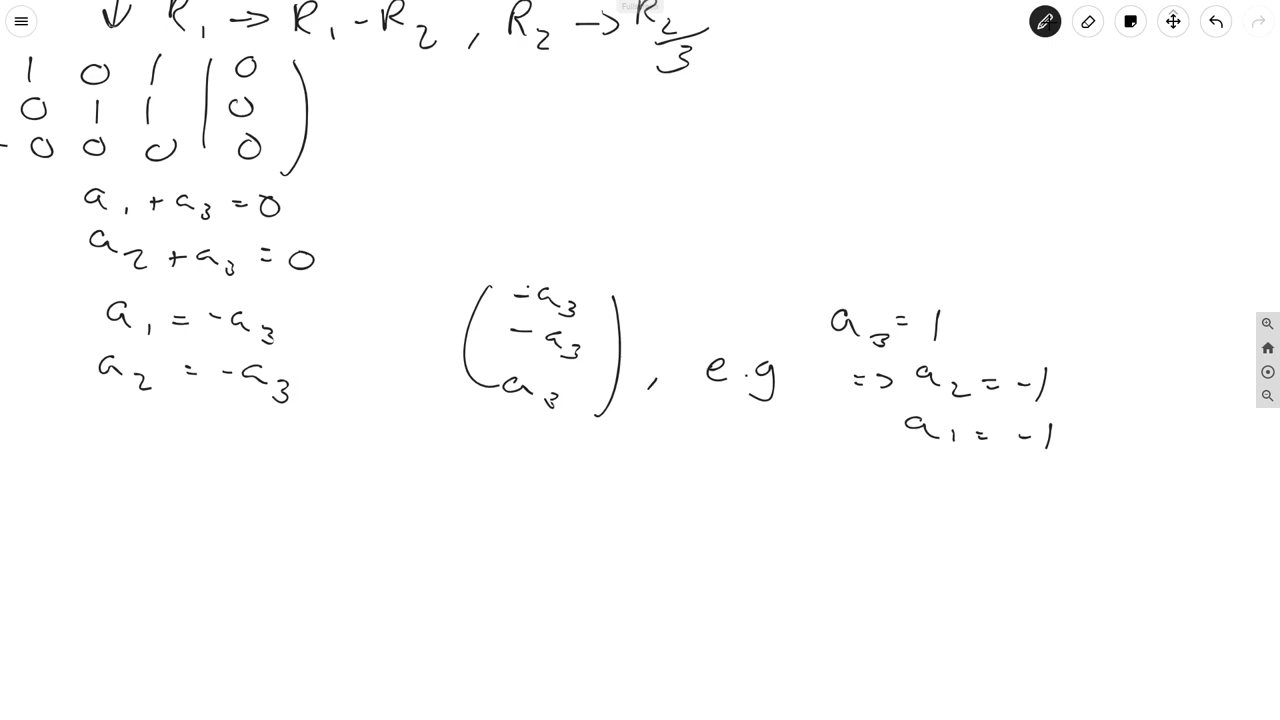 ↓ R₁ → R₁ - R₂ , R₂ → R₂/3
1 0 1 | 0 )
0 1 1 | 0
0 0 0 | 0
a₁ + a₃ = 0
a₂ + a₃ = 0
a₁ = -a₃
a₂ = -a₃
( -a₃
-a₃
a₃ ) , e.g
a₃ = 1
=> a₂ = -1
a₁ = -1